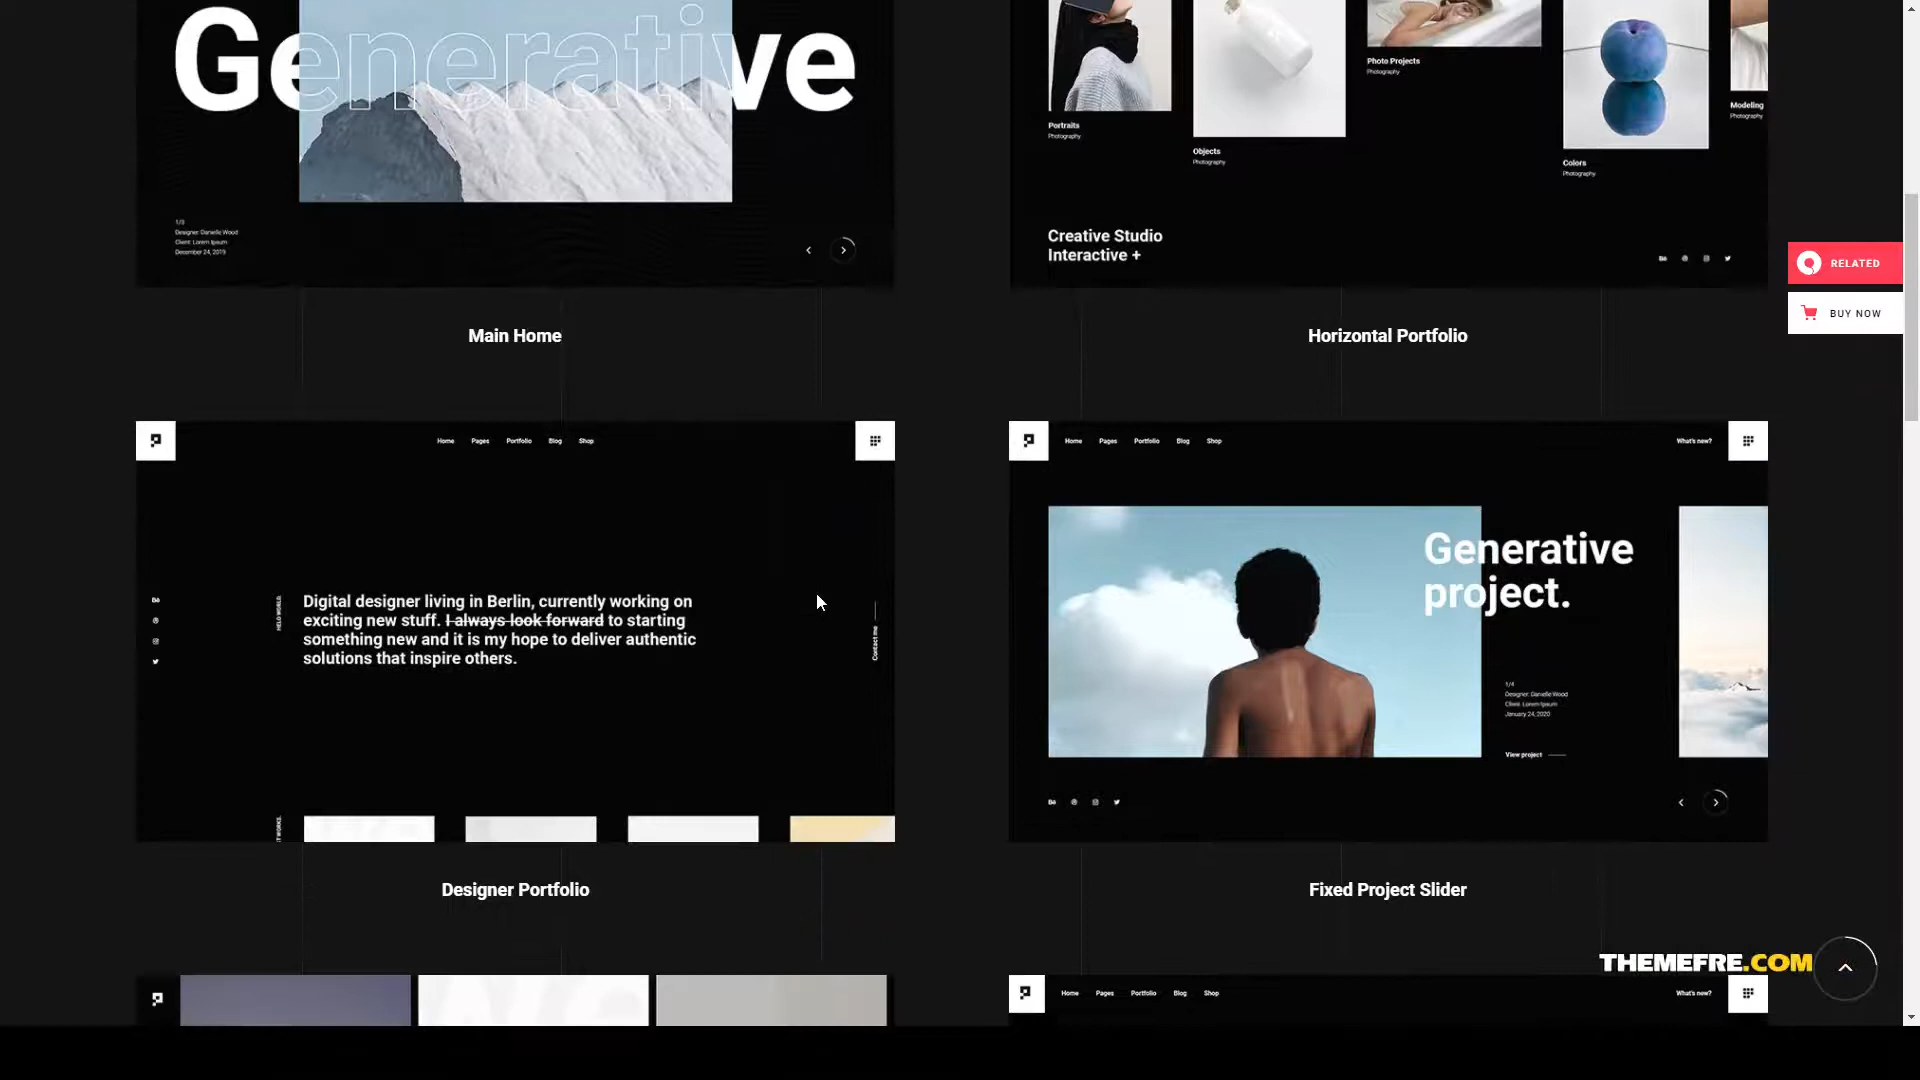 Generative
1/3
Designer: Danielle Wood
Client: Lorem Ipsum
December 24, 2019
Portraits
Photography
Objects
Photography
Photo Projects
Photography
Colors
Photography
Modeling
Photography
Creative Studio
Interactive +
RELATED
BUY NOW
Main Home
Horizontal Portfolio
Home Pages Portfolio Blog Shop
HELO WORLD.
Digital designer living in Berlin, currently working on
exciting new stuff. I always look forward to starting
something new and it is my hope to deliver authentic
solutions that inspire others.
Contact me
Home Pages Portfolio Blog Shop What's new?
Generative
project.
1/4
Designer: Danielle Wood
Client: Lorem Ipsum
January 24, 2020
View project
Designer Portfolio
Fixed Project Slider
THEMEFRE.COM
Home Pages Portfolio Blog Shop What's new?